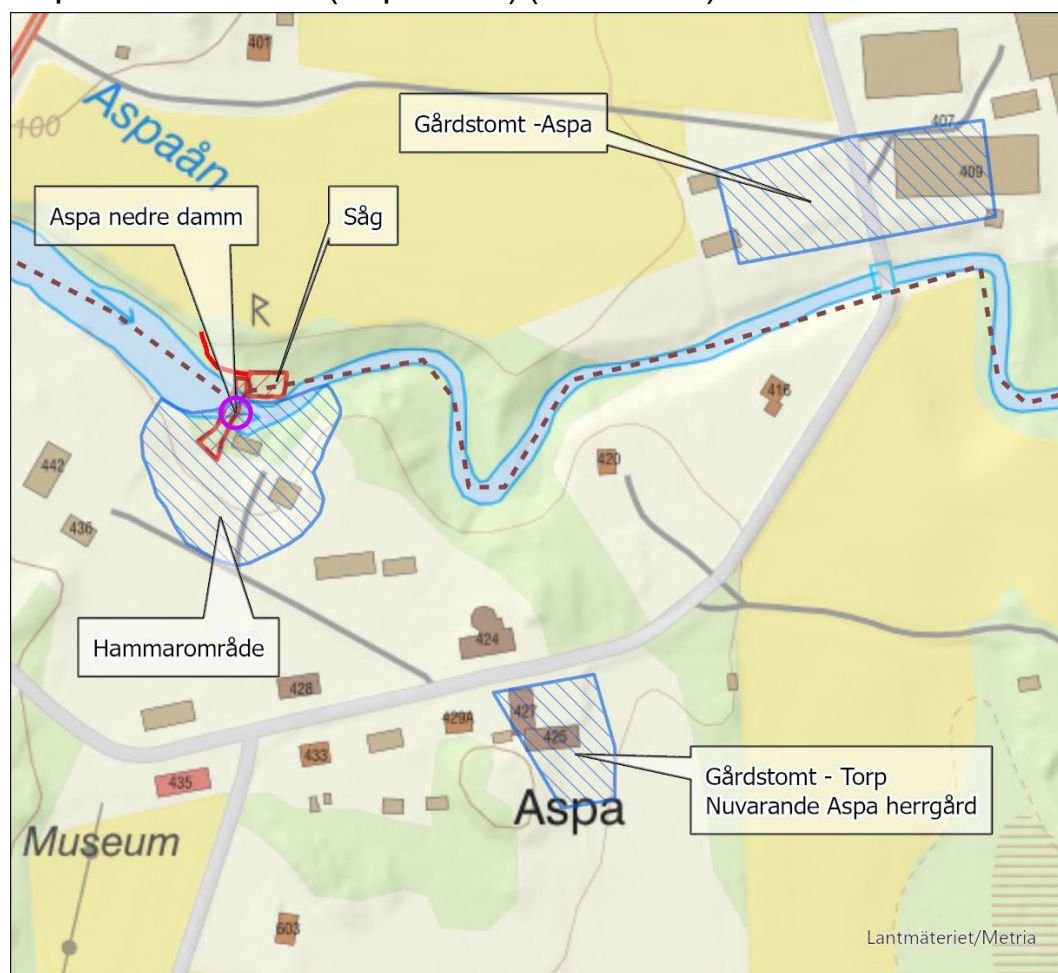 401
Aspaån
100
Gårdstomt -Aspa
407
409
Aspa nedre damm
Såg
R
416
420
442
436
Hammarområde
424
428
427
429A
425
433
435
Gårdstomt - Torp
Nuvarande Aspa herrgård
Aspa
Museum
603
Lantmäteriet/Metria